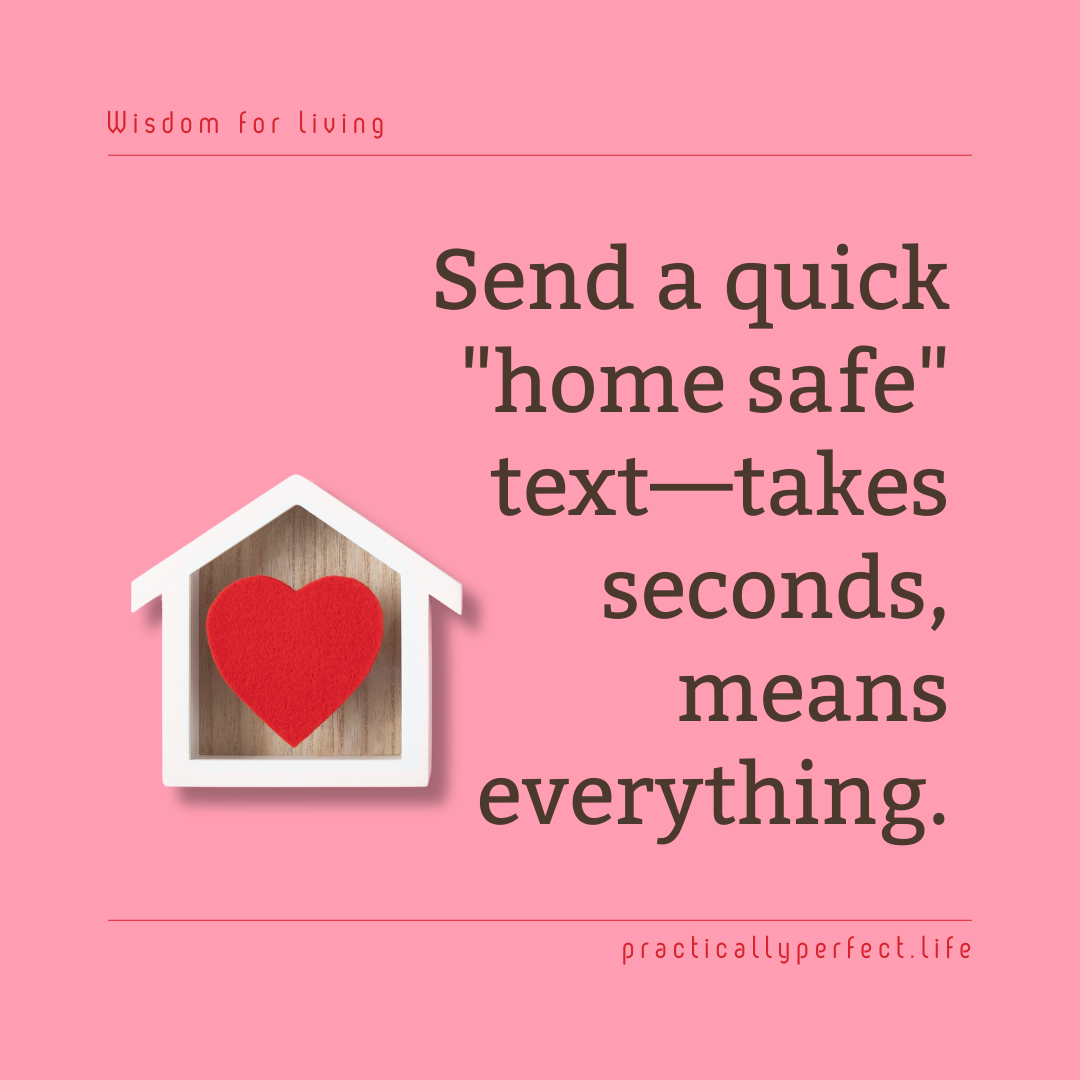 Wisdom for living
Send a quick
"home safe"
text—takes
seconds,
means
everything.
practicallyperfect.life